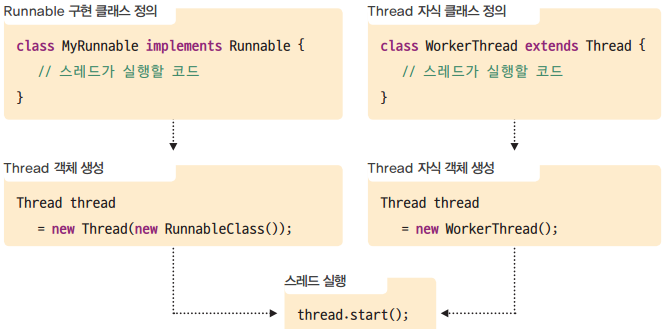 Runnable 구현 클래스 정의
class MyRunnable implements Runnable {
// 스레드가 실행할 코드
}
Thread 객체 생성
Thread thread
= new Thread(new RunnableClass());
Thread 자식 클래스 정의
class WorkerThread extends Thread {
// 스레드가 실행할 코드
}
Thread 자식 객체 생성
Thread thread
= new WorkerThread();
스레드 실행
thread.start();